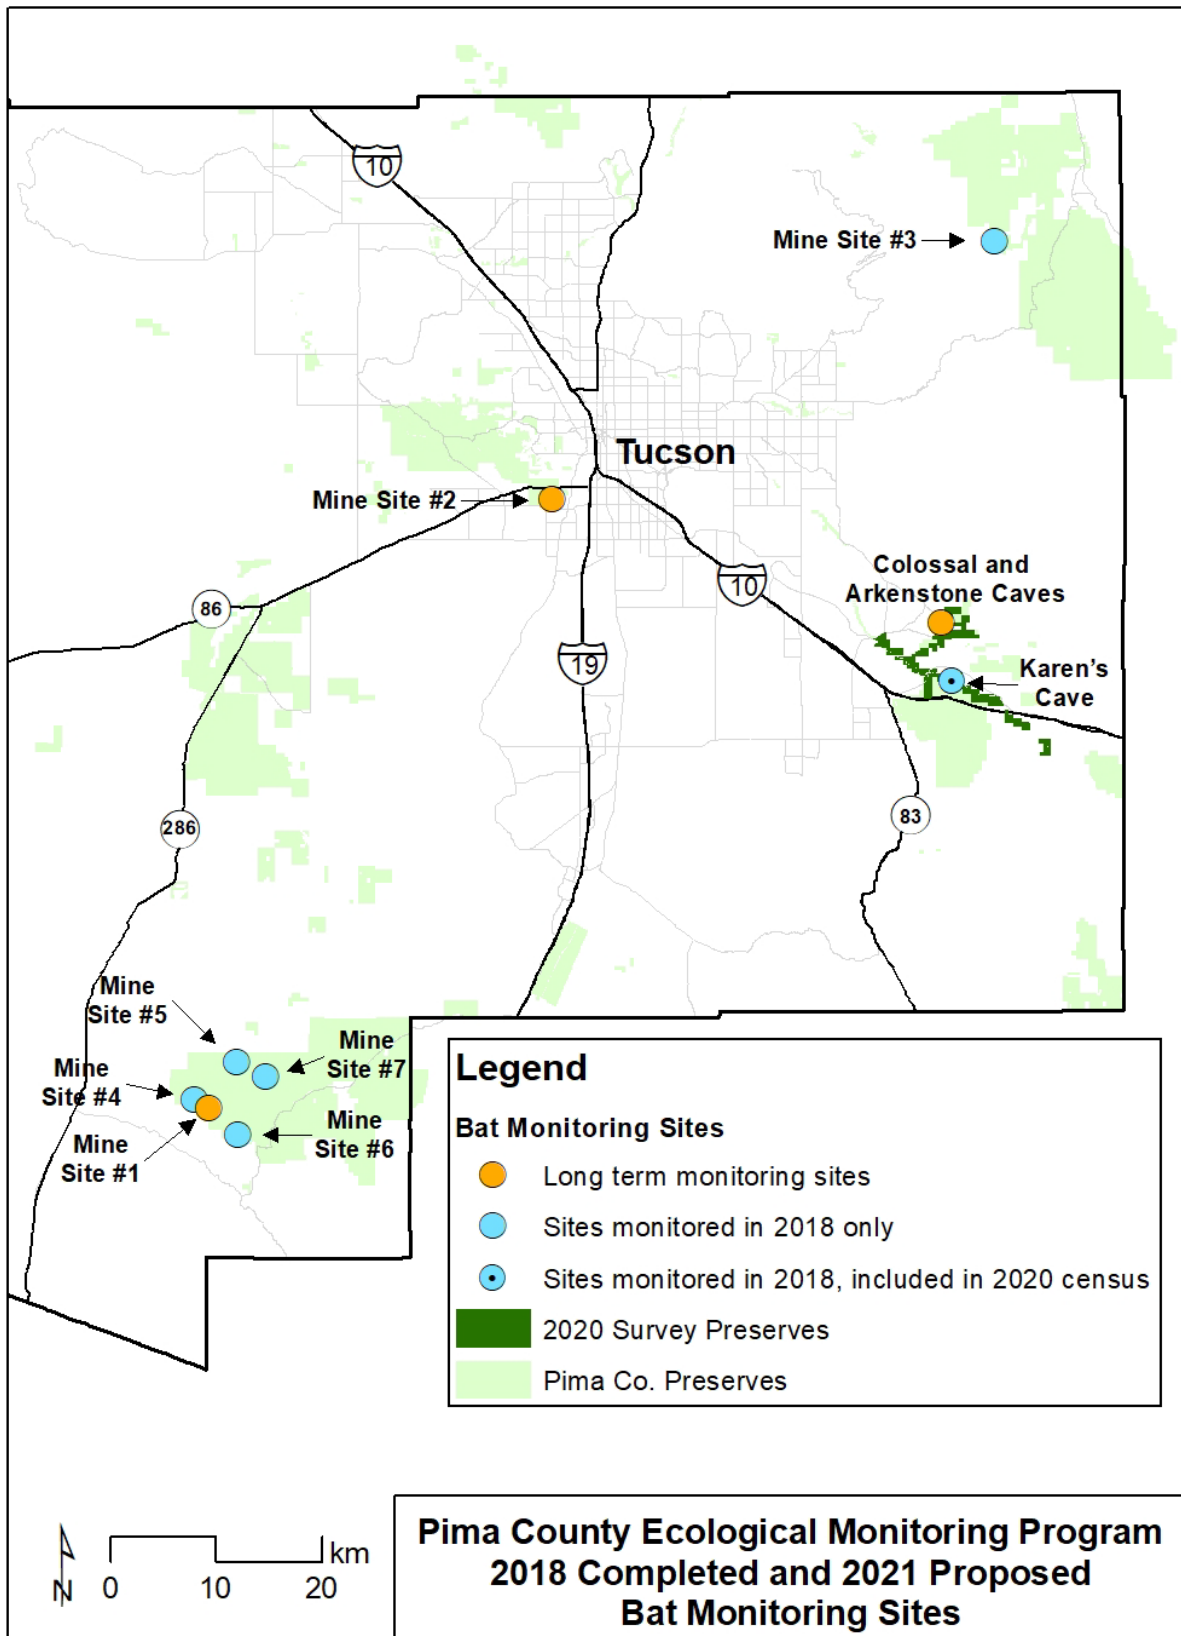 10
Mine Site #3
Tucson
Mine Site #2
Colossal and
Arkenstone Caves
10
86
19
Karen's
Cave
286
83
Mine
Site #5
Mine
Site #7
Mine
Site #4
Mine
Site #6
Mine
Site #1
Legend
Bat Monitoring Sites
Long term monitoring sites
Sites monitored in 2018 only
Sites monitored in 2018, included in 2020 census
2020 Survey Preserves
Pima Co. Preserves
N
0 10 20 km
Pima County Ecological Monitoring Program
2018 Completed and 2021 Proposed
Bat Monitoring Sites